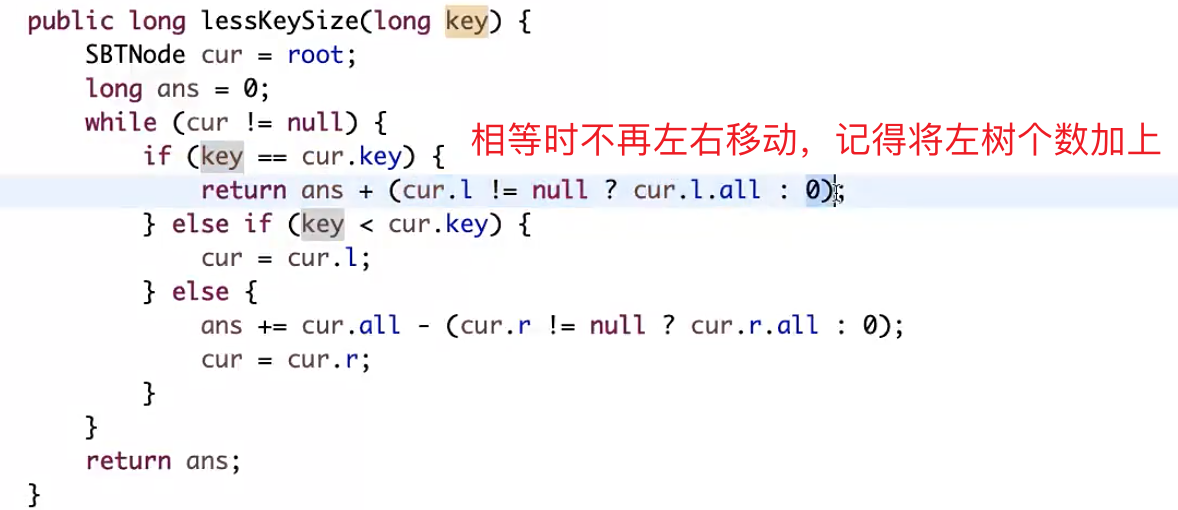 public long lessKeySize(long key) {
SBTNode cur = root;
long ans = 0;
while (cur != null) {
相等时不再左右移动，记得将左树个数加上
if (key == cur.key) {
return ans + (cur.l != null ? cur.l.all : 0);
} else if (key < cur.key) {
cur = cur.l;
} else {
ans += cur.all - (cur.r != null ? cur.r.all : 0);
cur = cur.r;
}
}
return ans;
}